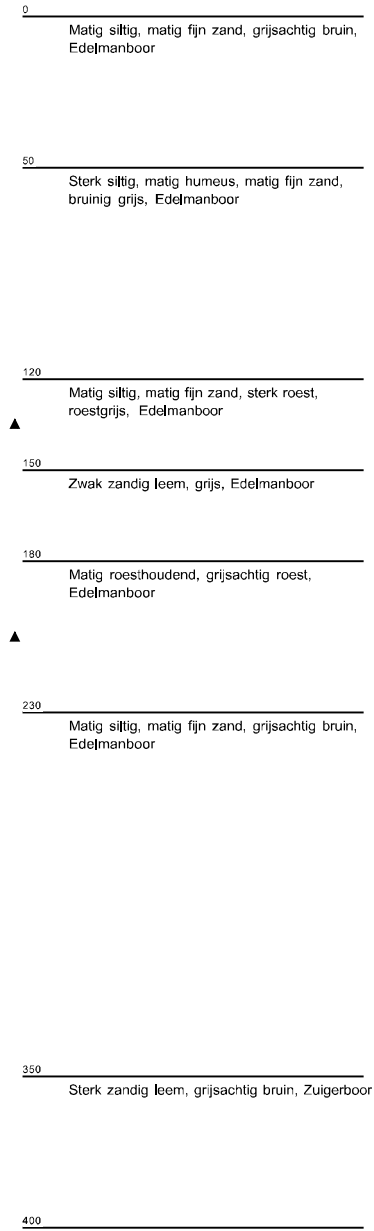 0
Matig siltig, matig fijn zand, grijsachtig bruin,
Edelmanboor
50
Sterk siltig, matig humeus, matig fijn zand,
bruinig grijs, Edelmanboor
120
Matig siltig, matig fijn zand, sterk roest,
roestgrijs, Edelmanboor
150
Zwak zandig leem, grijs, Edelmanboor
180
Matig roesthoudend, grijsachtig roest,
Edelmanboor
230
Matig siltig, matig fijn zand, grijsachtig bruin,
Edelmanboor
350
Sterk zandig leem, grijsachtig bruin, Zuigerboor
400